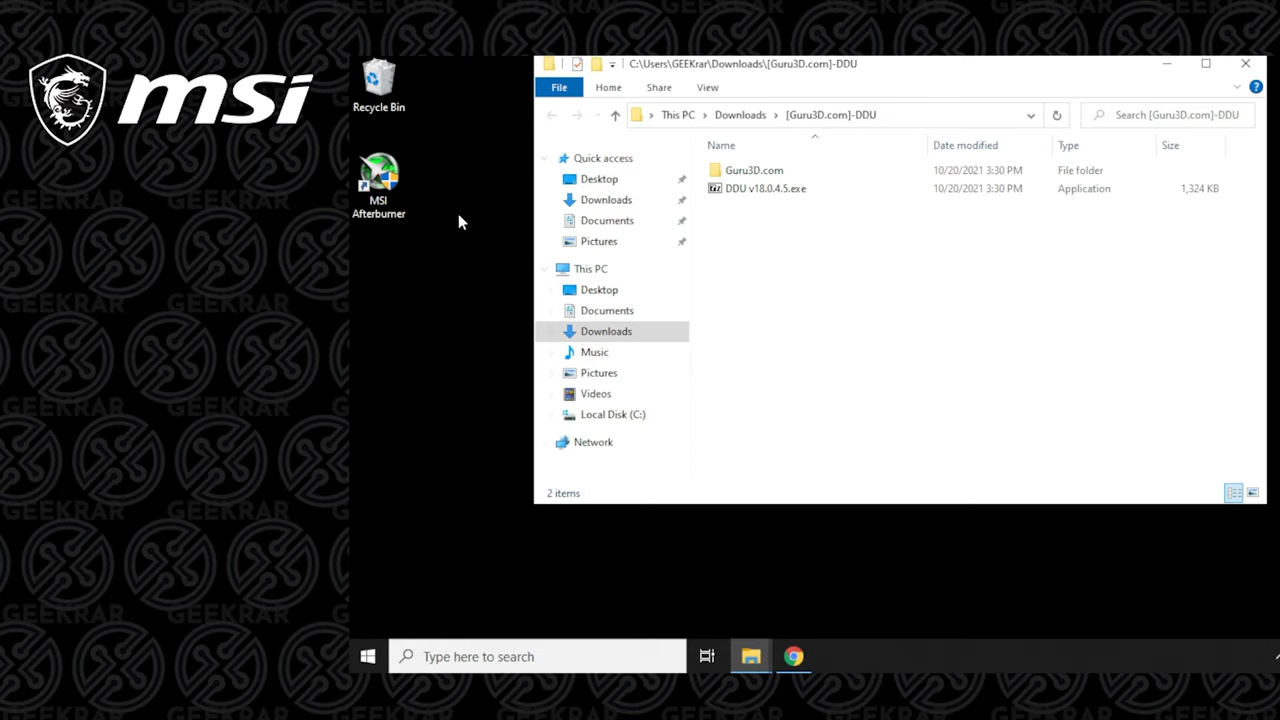 msi
Recycle Bin
MSI
Afterburner
C:\Users\GEEKrar\Downloads\[Guru3D.com]-DDU
File Home Share View
This PC Downloads [Guru3D.com]-DDU
Search [Guru3D.com]-DDU
Name Date modified Type Size
Guru3D.com 10/20/2021 3:30 PM File folder
DDU v18.0.4.5.exe 10/20/2021 3:30 PM Application 1,324 KB
Quick access
Desktop
Downloads
Documents
Pictures
This PC
Desktop
Documents
Downloads
Music
Pictures
Videos
Local Disk (C:)
Network
2 items
Type here to search
GEEKRAR